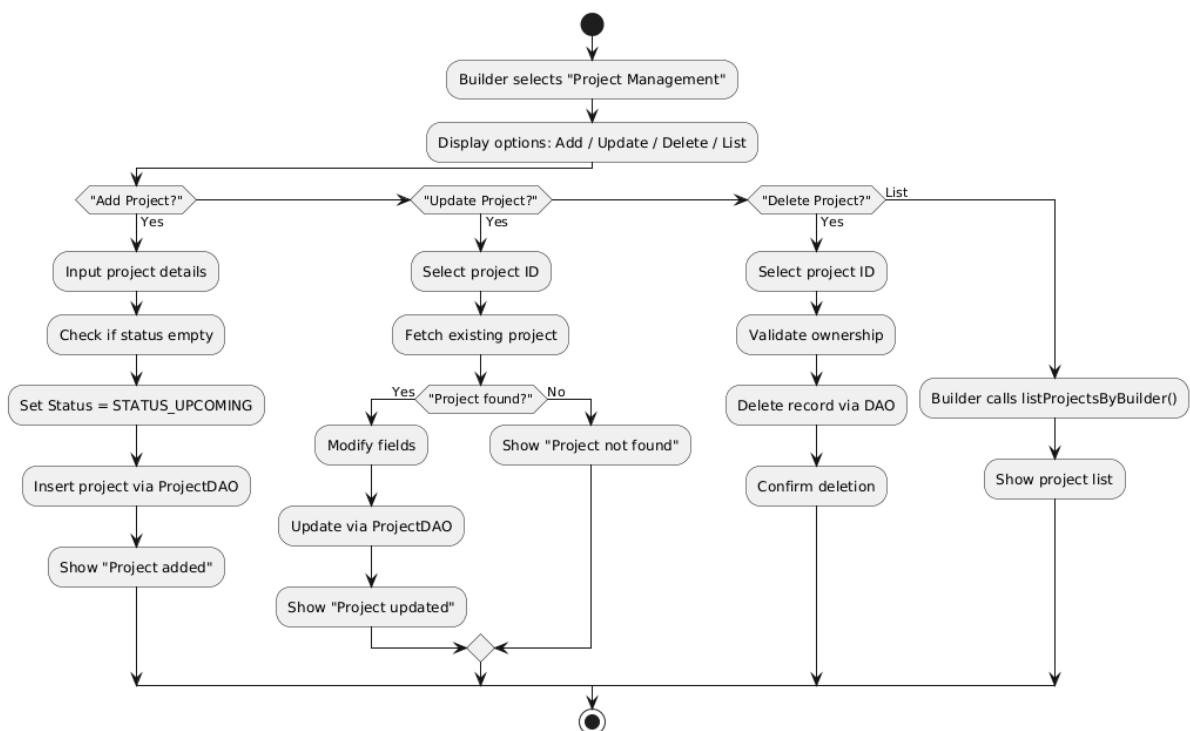 Builder selects "Project Management"
Display options: Add / Update / Delete / List
"Add Project?"
Yes
Input project details
Check if status empty
Set Status = STATUS_UPCOMING
Insert project via ProjectDAO
Show "Project added"
"Update Project?"
Yes
Select project ID
Fetch existing project
"Project found?"
Yes
Modify fields
Update via ProjectDAO
Show "Project updated"
No
Show "Project not found"
"Delete Project?"
Yes
Select project ID
Validate ownership
Delete record via DAO
Confirm deletion
List
Builder calls listProjectsByBuilder()
Show project list